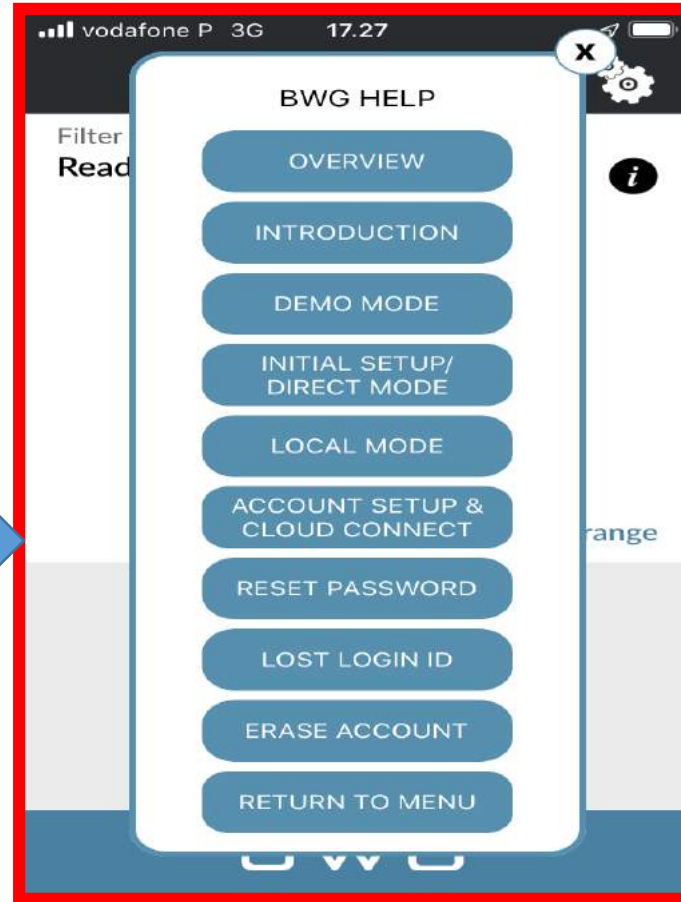 vodafone P 3G 17.27
X
BWG HELP
Filter
Read
i
OVERVIEW
INTRODUCTION
DEMO MODE
INITIAL SETUP/
DIRECT MODE
LOCAL MODE
ACCOUNT SETUP &
CLOUD CONNECT
range
RESET PASSWORD
LOST LOGIN ID
ERASE ACCOUNT
RETURN TO MENU